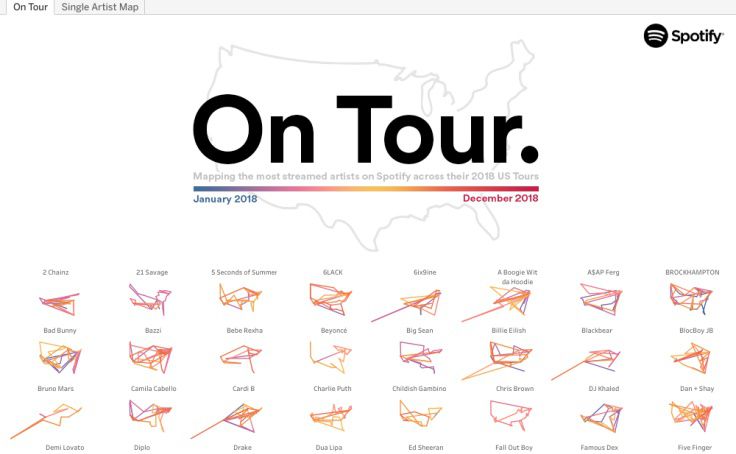 On Tour
Single Artist Map
Spotify
On Tour.
Mapping the most streamed artists on Spotify across their 2018 US Tours
January 2018
December 2018
2 Chainz
21 Savage
5 Seconds of Summer
6LACK
6ix9ine
A Boogie Wit
da Hoodie
A$AP Ferg
BROCKHAMPTON
Bad Bunny
Bazzi
Bebe Rexha
Beyoncé
Big Sean
Billie Eilish
Blackbear
BlocBoy JB
Bruno Mars
Camila Cabello
Cardi B
Charlie Puth
Childish Gambino
Chris Brown
DJ Khaled
Dan + Shay
Demi Lovato
Diplo
Drake
Dua Lipa
Ed Sheeran
Fall Out Boy
Famous Dex
Five Finger